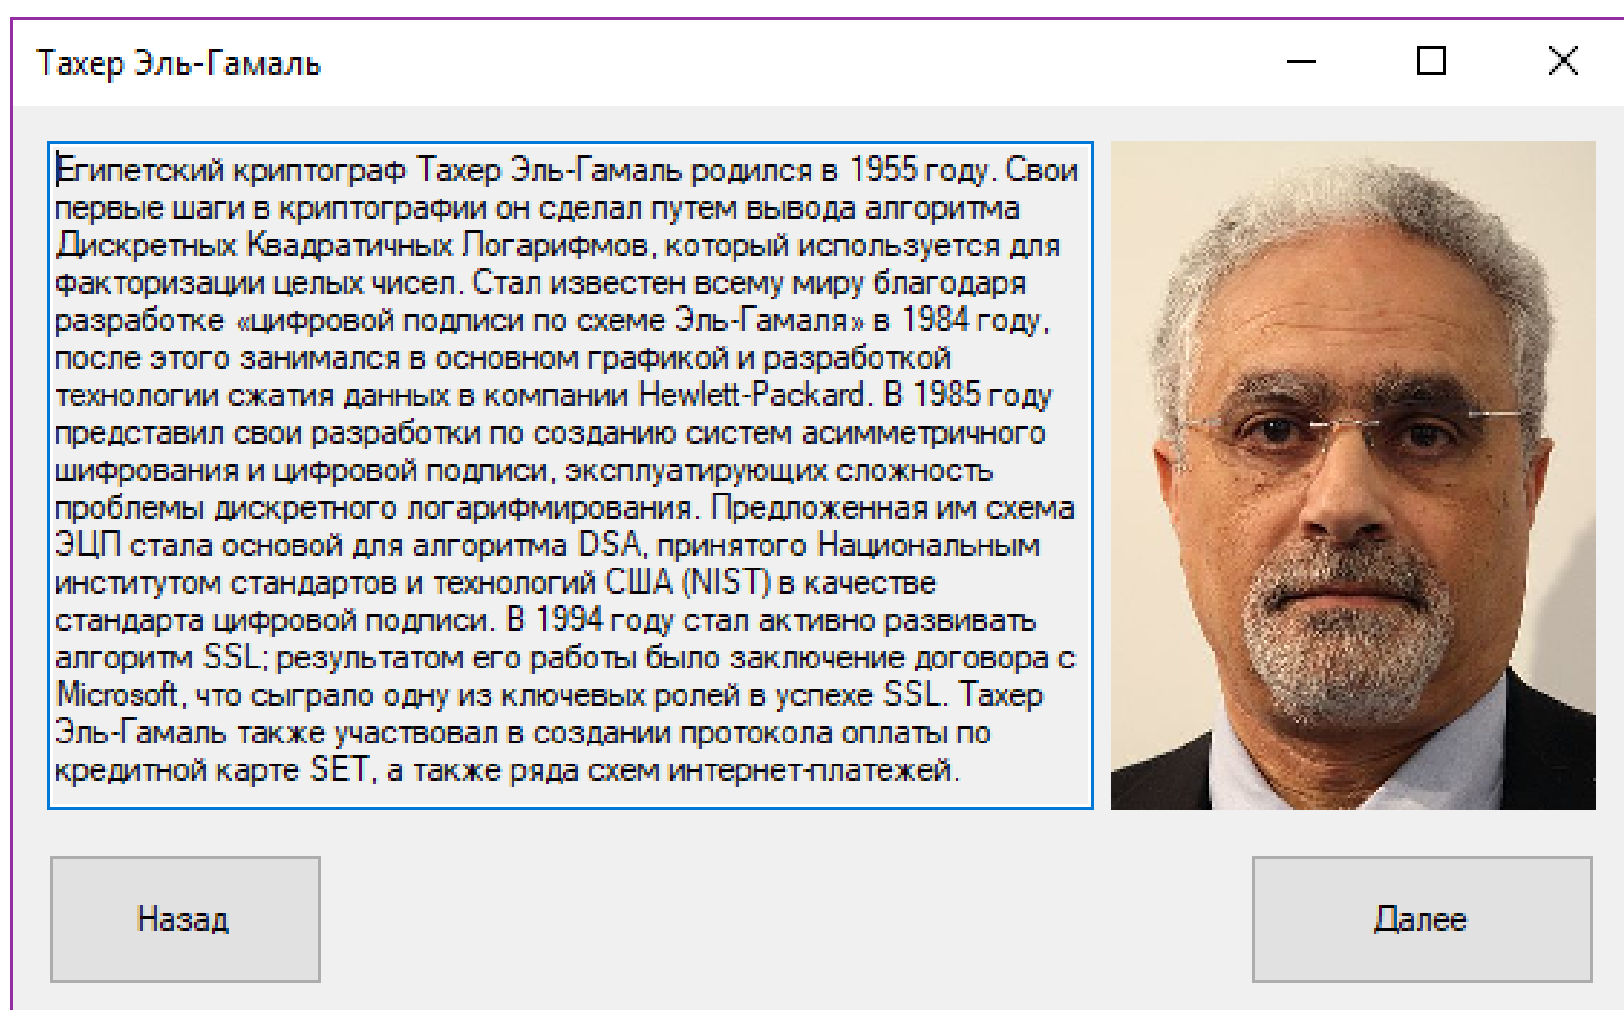 Тахер Эль-Гамаль
Египетский криптограф Тахер Эль-Гамаль родился в 1955 году. Свои
первые шаги в криптографии он сделал путем вывода алгоритма
Дискретных Квадратичных Логарифмов, который используется для
факторизации целых чисел. Стал известен всему миру благодаря
разработке «цифровой подписи по схеме Эль-Гамаля» в 1984 году,
после этого занимался в основном графикой и разработкой
технологии сжатия данных в компании Hewlett-Packard. В 1985 году
представил свои разработки по созданию систем асимметричного
шифрования и цифровой подписи, эксплуатирующих сложность
проблемы дискретного логарифмирования. Предложенная им схема
ЭЦП стала основой для алгоритма DSA, принятого Национальным
институтом стандартов и технологий США (NIST) в качестве
стандарта цифровой подписи. В 1994 году стал активно развивать
алгоритм SSL; результатом его работы было заключение договора с
Microsoft, что сыграло одну из ключевых ролей в успехе SSL. Тахер
Эль-Гамаль также участвовал в создании протокола оплаты по
кредитной карте SET, а также ряда схем интернет-платежей.
Назад
Далее